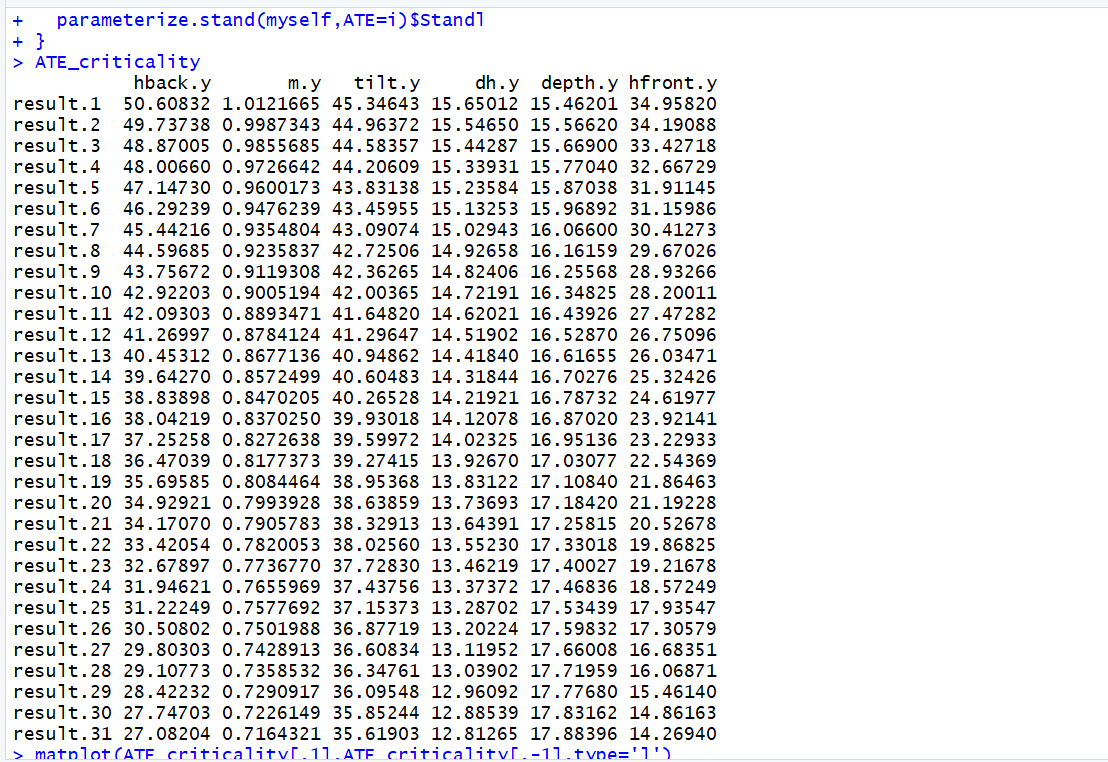 +   parameterize.stand(myself,ATE=i)$Standl
+ }
> ATE_criticality
hback.y m.y tilt.y dh.y depth.y hfront.y
result.1 50.60832 1.0121665 45.34643 15.65012 15.46201 34.95820
result.2 49.73738 0.9987343 44.96372 15.54650 15.56620 34.19088
result.3 48.87005 0.9855685 44.58357 15.44287 15.66900 33.42718
result.4 48.00660 0.9726642 44.20609 15.33931 15.77040 32.66729
result.5 47.14730 0.9600173 43.83138 15.23584 15.87038 31.91145
result.6 46.29239 0.9476239 43.45955 15.13253 15.96892 31.15986
result.7 45.44216 0.9354804 43.09074 15.02943 16.06600 30.41273
result.8 44.59685 0.9235837 42.72506 14.92658 16.16159 29.67026
result.9 43.75672 0.9119308 42.36265 14.82406 16.25568 28.93266
result.10 42.92203 0.9005194 42.00365 14.72191 16.34825 28.20011
result.11 42.09303 0.8893471 41.64820 14.62021 16.43926 27.47282
result.12 41.26997 0.8784124 41.29647 14.51902 16.52870 26.75096
result.13 40.45312 0.8677136 40.94862 14.41840 16.61655 26.03471
result.14 39.64270 0.8572499 40.60483 14.31844 16.70276 25.32426
result.15 38.83898 0.8470205 40.26528 14.21921 16.78732 24.61977
result.16 38.04219 0.8370250 39.93018 14.12078 16.87020 23.92141
result.17 37.25258 0.8272638 39.59972 14.02325 16.95136 23.22933
result.18 36.47039 0.8177373 39.27415 13.92670 17.03077 22.54369
result.19 35.69585 0.8084464 38.95368 13.83122 17.10840 21.86463
result.20 34.92921 0.7993928 38.63859 13.73693 17.18420 21.19228
result.21 34.17070 0.7905783 38.32913 13.64391 17.25815 20.52678
result.22 33.42054 0.7820053 38.02560 13.55230 17.33018 19.86825
result.23 32.67897 0.7736770 37.72830 13.46219 17.40027 19.21678
result.24 31.94621 0.7655969 37.43756 13.37372 17.46836 18.57249
result.25 31.22249 0.7577692 37.15373 13.28702 17.53439 17.93547
result.26 30.50802 0.7501988 36.87719 13.20224 17.59832 17.30579
result.27 29.80303 0.7428913 36.60834 13.11952 17.66008 16.68351
result.28 29.10773 0.7358532 36.34761 13.03902 17.71959 16.06871
result.29 28.42232 0.7290917 36.09548 12.96092 17.77680 15.46140
result.30 27.74703 0.7226149 35.85244 12.88539 17.83162 14.86163
result.31 27.08204 0.7164321 35.61903 12.81265 17.88396 14.26940
> matplot(ATE_criticality[,1],ATE_criticality[,-1],type='l')